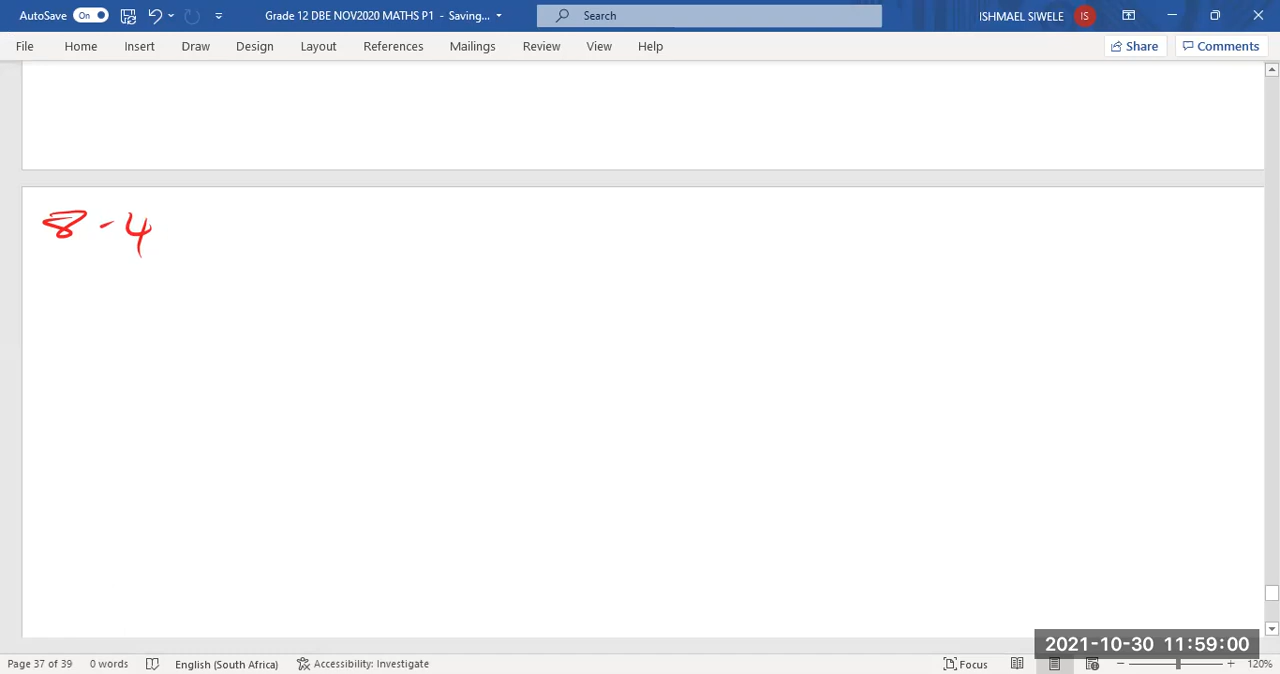 AutoSave On Grade 12 DBE NOV2020 MATHS P1 - Saving... Search ISHMAEL SIWELE IS
File Home Insert Draw Design Layout References Mailings Review View Help Share Comments
8-4
2021-10-30 11:59:00
Page 37 of 39 0 words English (South Africa) Accessibility: Investigate Focus 120%